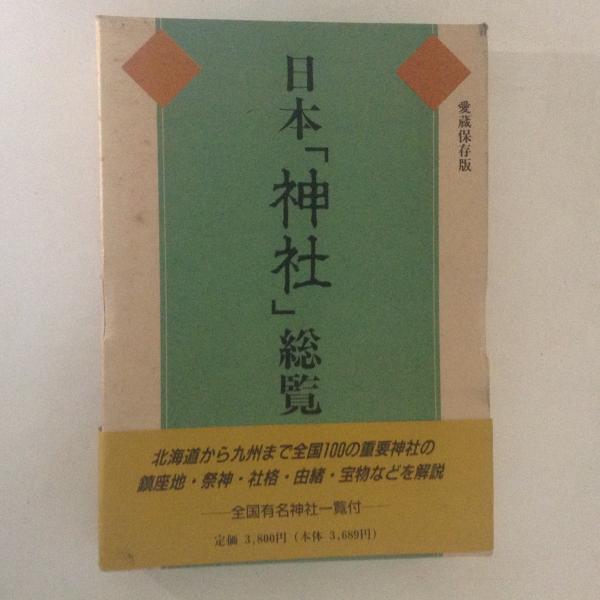 愛蔵保存版
日本「神社」総覧
北海道から九州まで全国100の重要神社の
鎮座地・祭神・社格・由緒・宝物などを解説
——全国有名神社一覧付——
定価 3,800円（本体 3,689円）